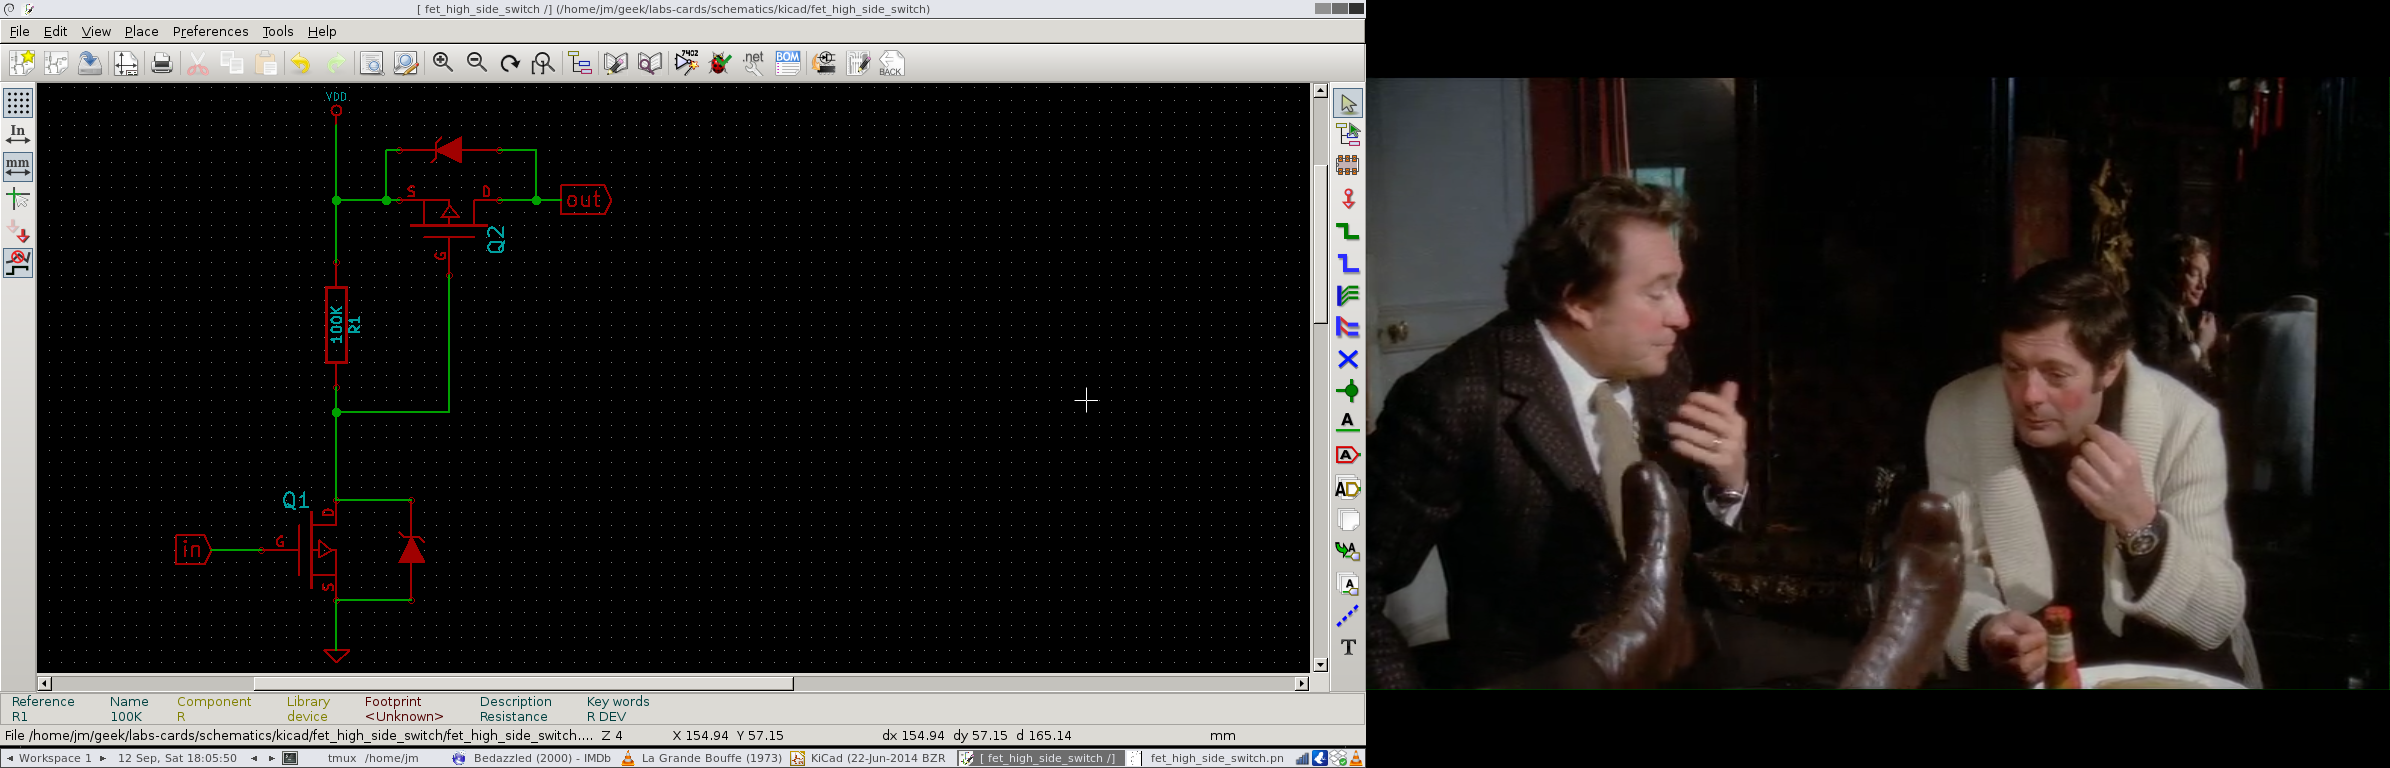 [ fet_high_side_switch /] (/home/jm/geek/labs-cards/schematics/kicad/fet_high_side_switch)
File Edit View Place Preferences Tools Help
7402
.net
BOM
BACK
In
mm
VDD
S
D
out
Q2
G
100K
R1
Q1
D
in
G
S
A
A
AD
A
A
T
Reference Name Component Library Footprint Description Key words
R1 100K R device <Unknown> Resistance R DEV
File /home/jm/geek/labs-cards/schematics/kicad/fet_high_side_switch/fet_high_side_switch.... Z 4 X 154.94 Y 57.15 dx 154.94 dy 57.15 d 165.14 mm
Workspace 1 12 Sep, Sat 18:05:50 tmux /home/jm Bedazzled (2000) - IMDb La Grande Bouffe (1973) KiCad (22-Jun-2014 BZR [ fet_high_side_switch /] fet_high_side_switch.pn